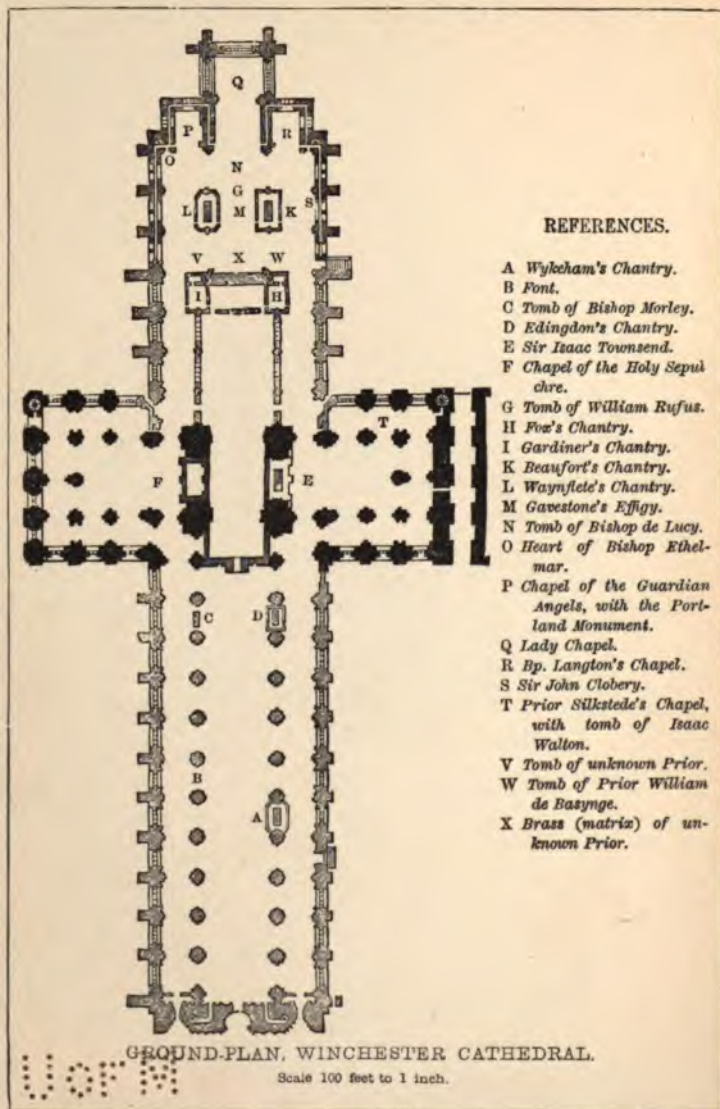 Q
P
R
O
N
G
L
M
K
S
V X W
I
H
T
F
E
C
D
B
A
REFERENCES.
A Wykeham's Chantry.
B Font.
C Tomb of Bishop Morley.
D Edingdon's Chantry.
E Sir Isaac Townsend.
F Chapel of the Holy Sepul
chre.
G Tomb of William Rufus.
H Fox's Chantry.
I Gardiner's Chantry.
K Beaufort's Chantry.
L Waynflete's Chantry.
M Gavestone's Effigy.
N Tomb of Bishop de Lucy.
O Heart of Bishop Ethel-
mar.
P Chapel of the Guardian
Angels, with the Port-
land Monument.
Q Lady Chapel.
R Bp. Langton's Chapel.
S Sir John Clobery.
T Prior Silkstede's Chapel,
with tomb of Isaac
Walton.
V Tomb of unknown Prior.
W Tomb of Prior William
de Basynge.
X Brass (matrix) of un-
known Prior.
GROUND-PLAN, WINCHESTER CATHEDRAL.
Scale 100 feet to 1 inch.
U OF M